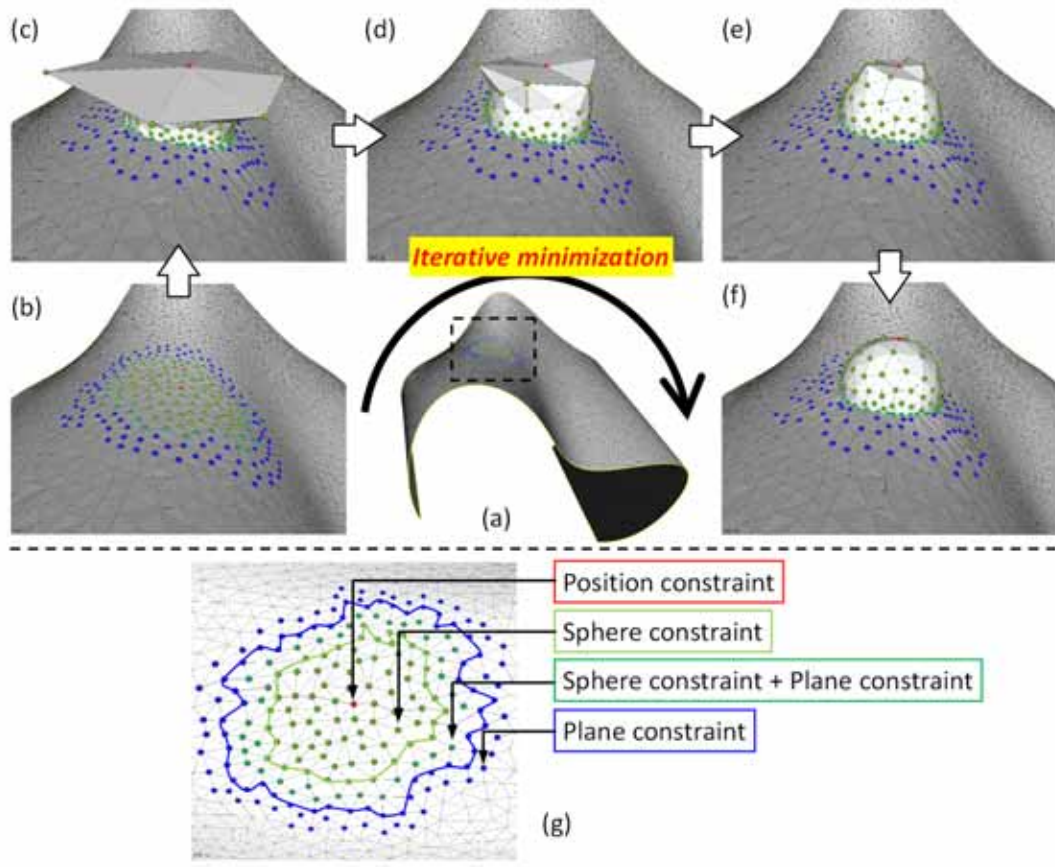 (c)
(d)
(e)
Iterative minimization
(b)
(f)
(a)
Position constraint
Sphere constraint
Sphere constraint + Plane constraint
Plane constraint
(g)